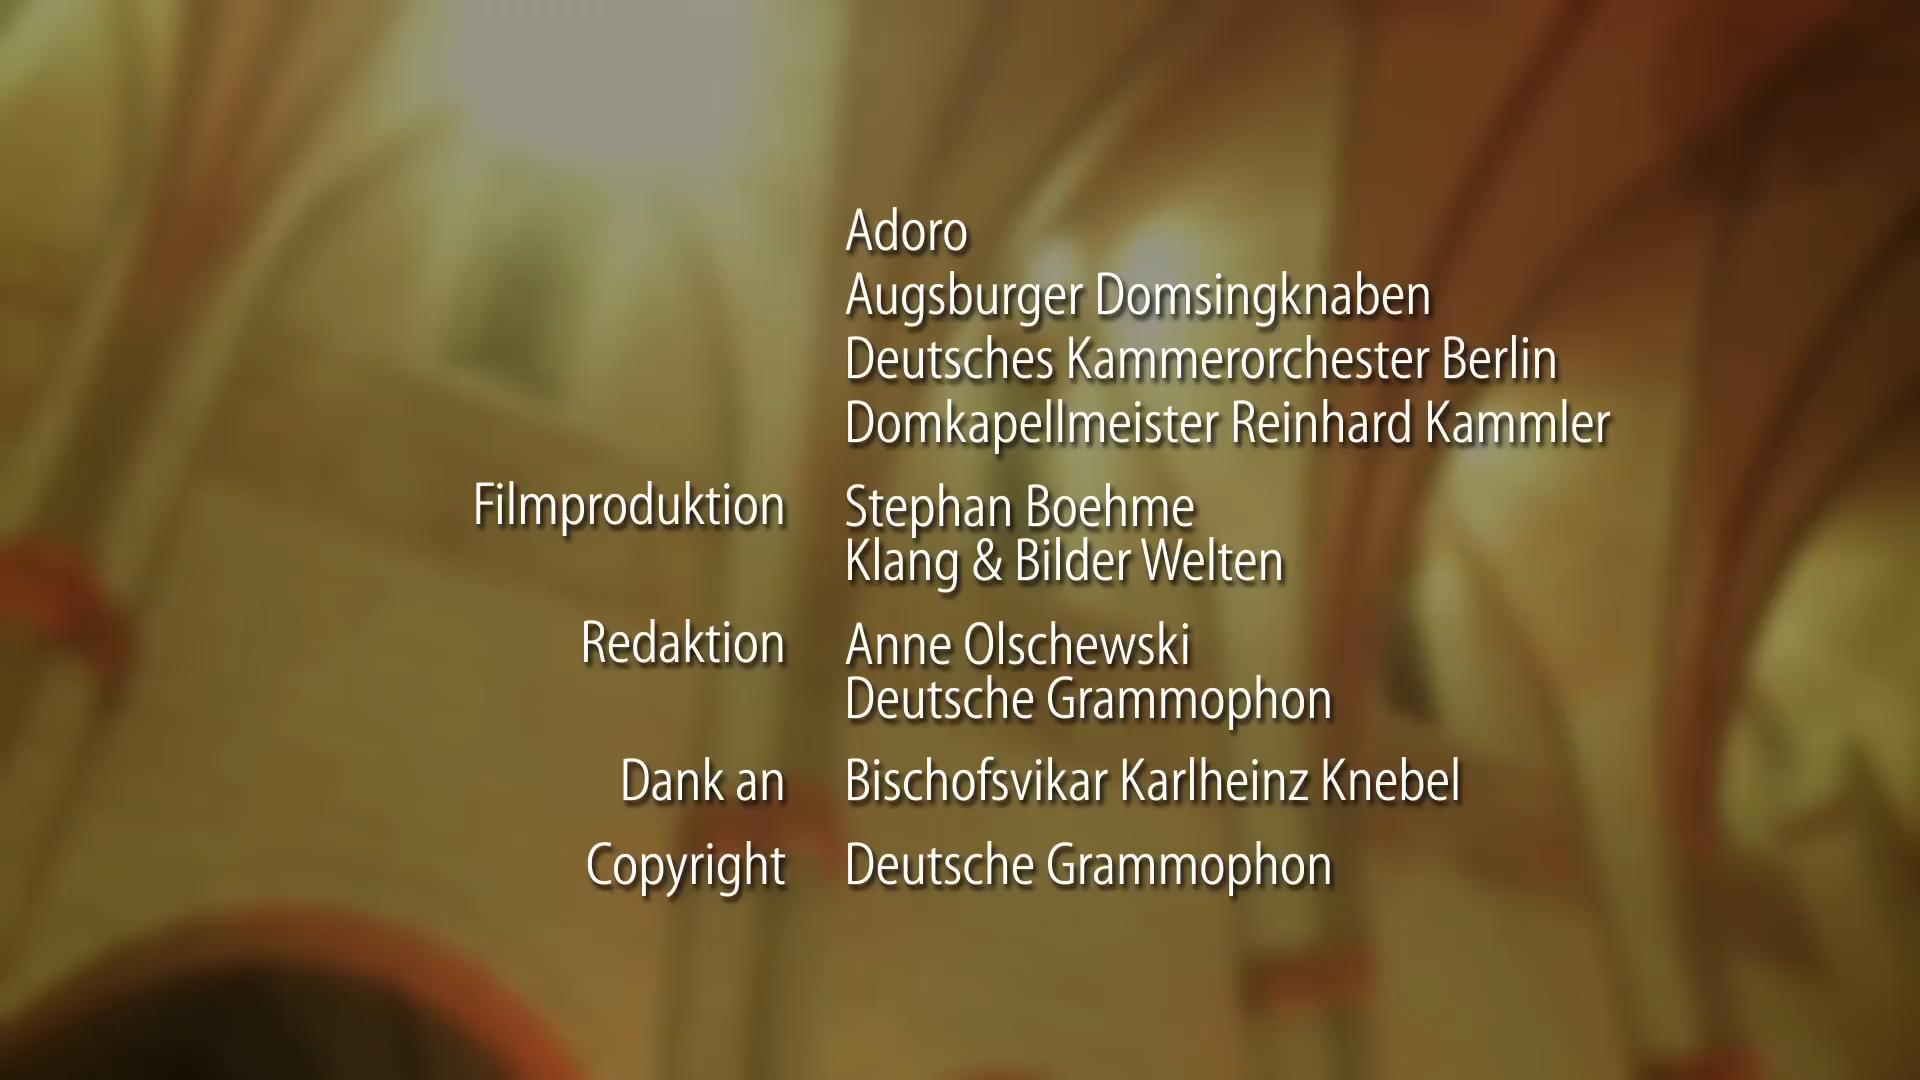 Adoro
Augsburger Domsingknaben
Deutsches Kammerorchester Berlin
Domkapellmeister Reinhard Kammler
Filmproduktion Stephan Boehme
Klang & Bilder Welten
Redaktion Anne Olschewski
Deutsche Grammophon
Dank an Bischofsvikar Karlheinz Knebel
Copyright Deutsche Grammophon